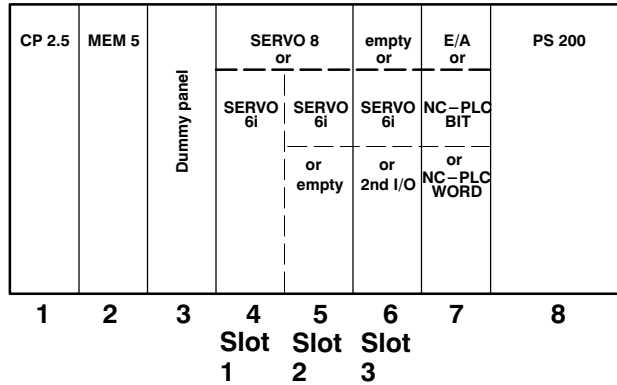 CP 2.5 MEM 5 SERVO 8 empty E/A PS 200
or or or
Dummy panel
SERVO SERVO SERVO NC–PLC
6i 6i 6i BIT
or or or
empty 2nd I/O NC–PLC
WORD
1 2 3 4 5 6 7 8
Slot Slot Slot
1 2 3